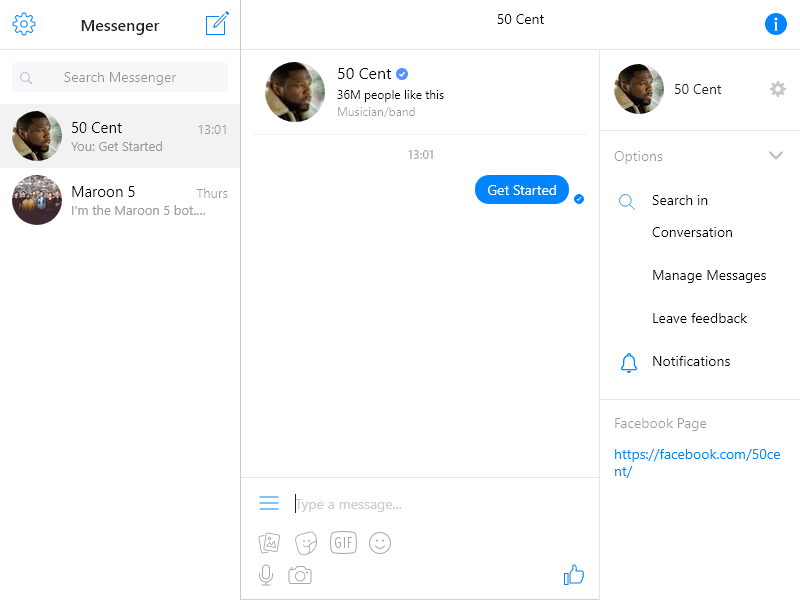 Messenger
Search Messenger
50 Cent
13:01
You: Get Started
Maroon 5
Thurs
I'm the Maroon 5 bot....
50 Cent
50 Cent
36M people like this
Musician/band
13:01
Get Started
Type a message...
GIF
50 Cent
Options
Search in
Conversation
Manage Messages
Leave feedback
Notifications
Facebook Page
https://facebook.com/50ce
nt/